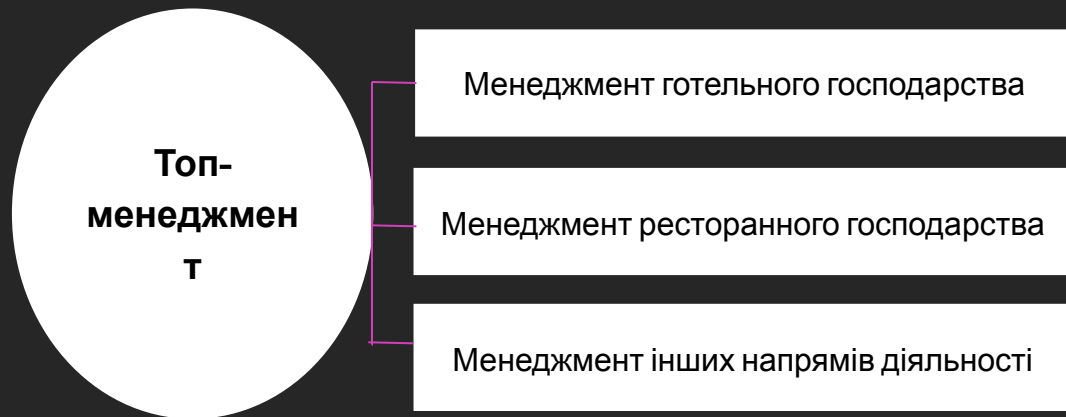 Топ-
менеджмен
т
Менеджмент готельного господарства
Менеджмент ресторанного господарства
Менеджмент інших напрямів діяльності